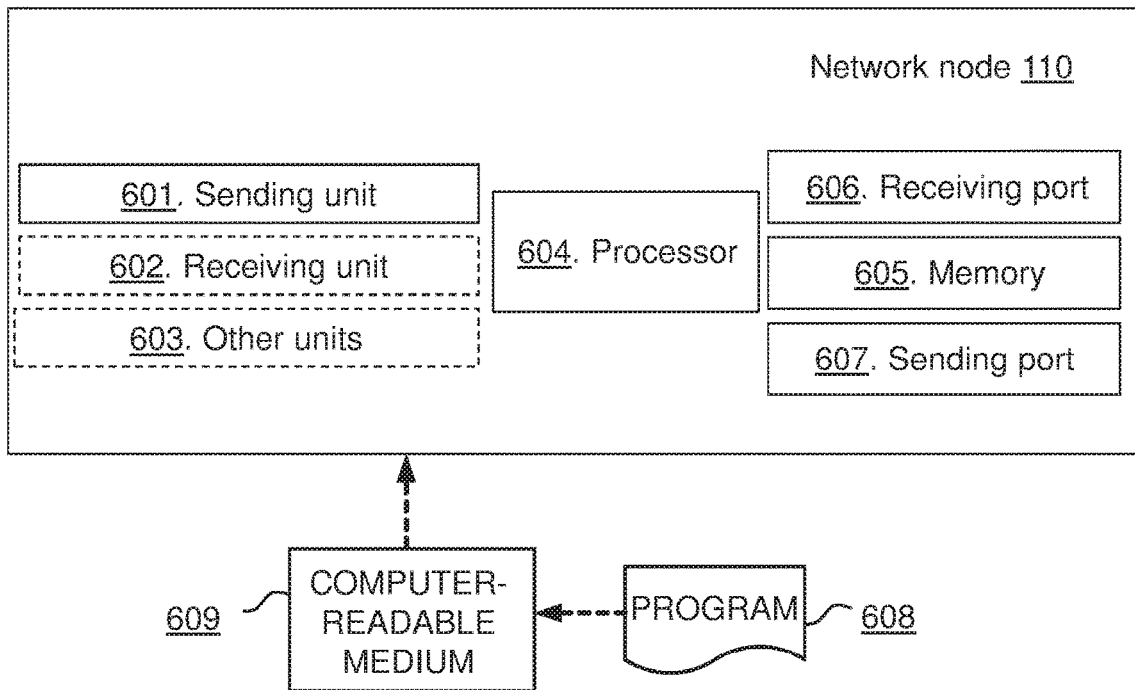 Network node 110
601. Sending unit
602. Receiving unit
603. Other units
604. Processor
606. Receiving port
605. Memory
607. Sending port
609
COMPUTER-
READABLE
MEDIUM
PROGRAM
608